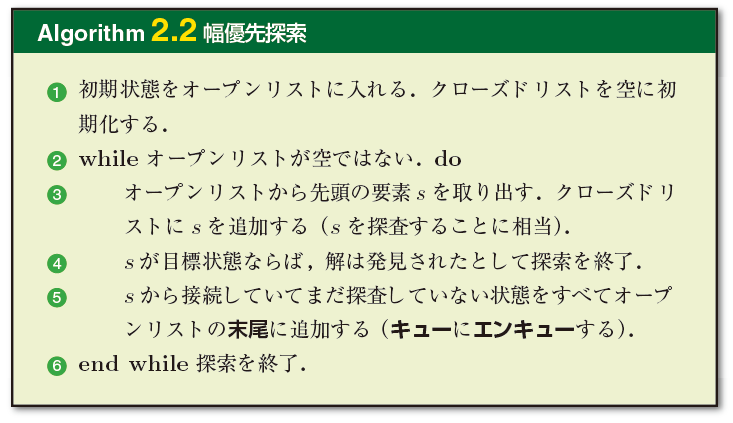 Algorithm 2.2 幅優先探索
❶ 初期状態をオープンリストに入れる．クローズドリストを空に初
期化する．
❷ while オープンリストが空ではない．do
❸ オープンリストから先頭の要素 s を取り出す．クローズドリ
ストに s を追加する（s を探査することに相当）．
❹ s が目標状態ならば，解は発見されたとして探索を終了．
❺ s から接続していてまだ探査していない状態をすべてオープ
ンリストの末尾に追加する（キューにエンキューする）．
❻ end while 探索を終了．